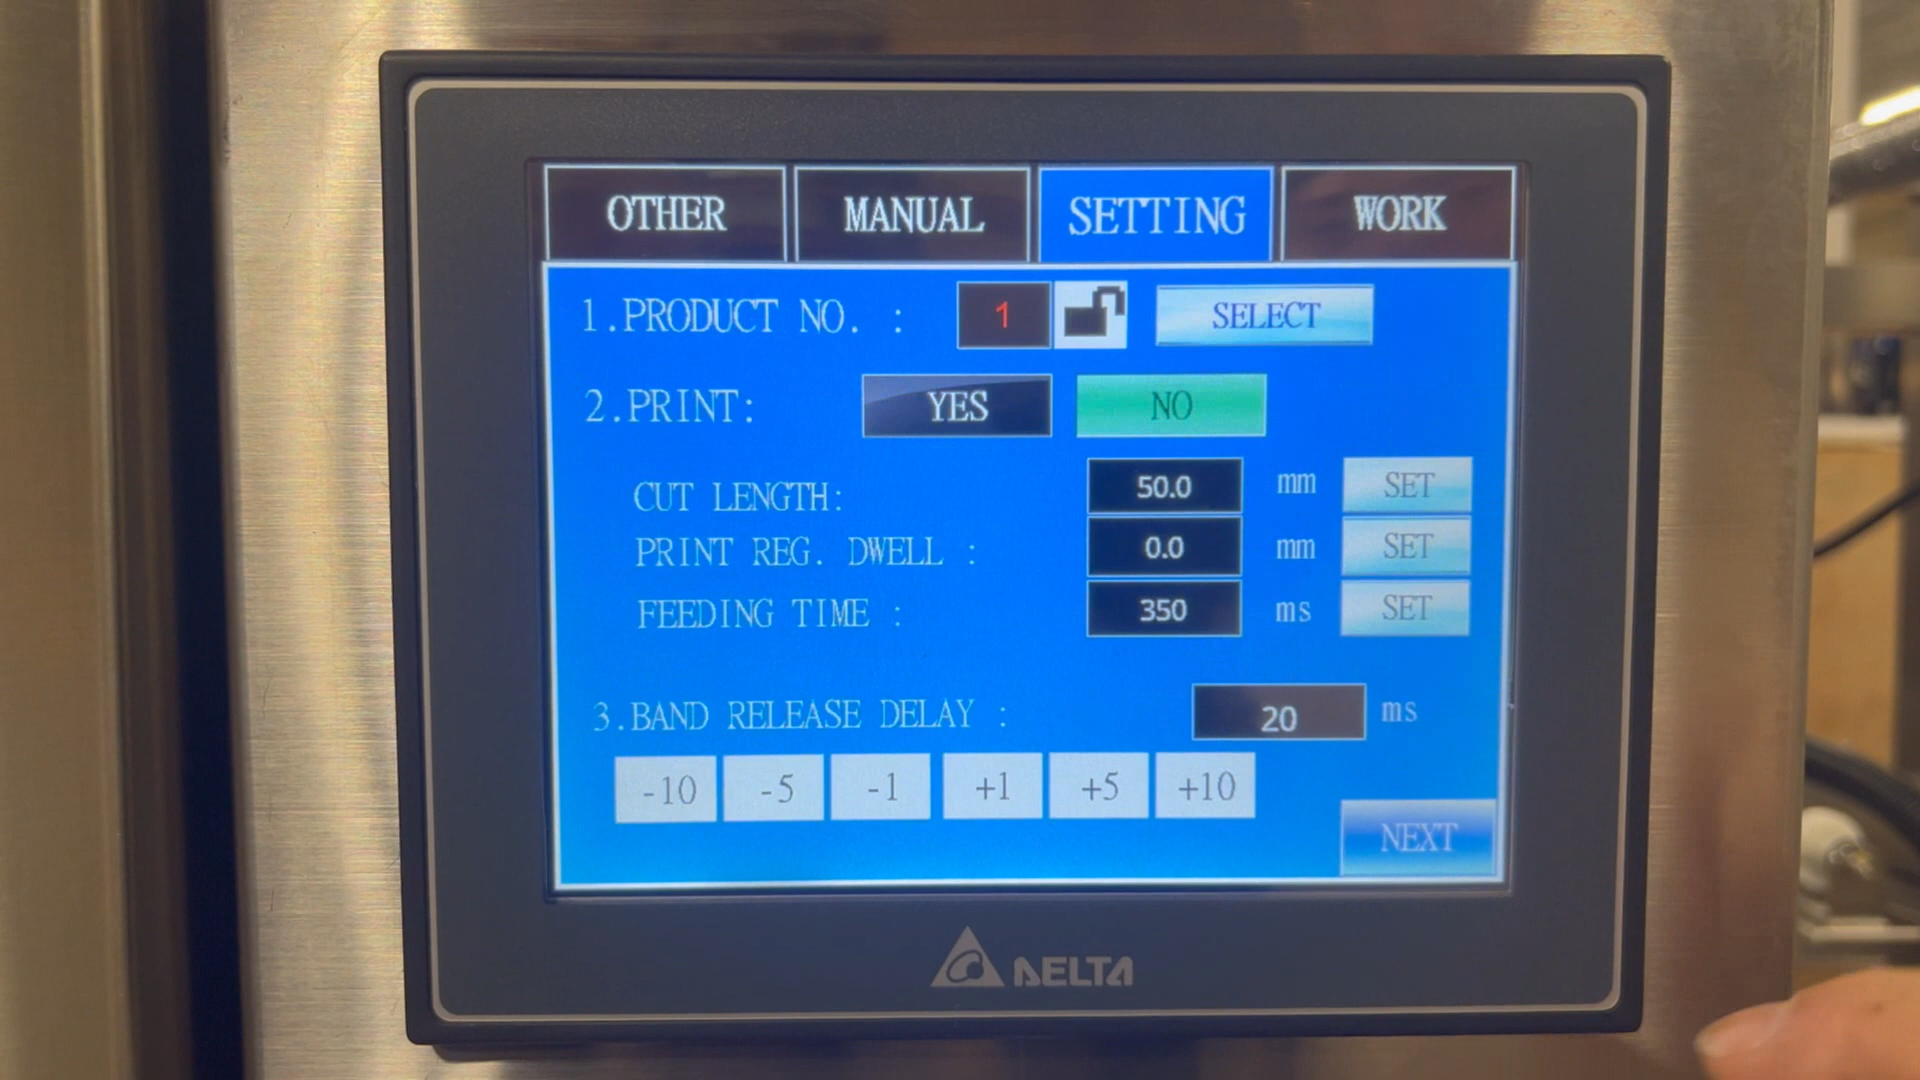 OTHER MANUAL SETTING WORK
1.PRODUCT NO. : 1 SELECT
2.PRINT: YES NO
CUT LENGTH: 50.0 mm SET
PRINT REG. DWELL : 0.0 mm SET
FEEDING TIME : 350 ms SET
3.BAND RELEASE DELAY : 20 ms
-10 -5 -1 +1 +5 +10
NEXT
DELTA